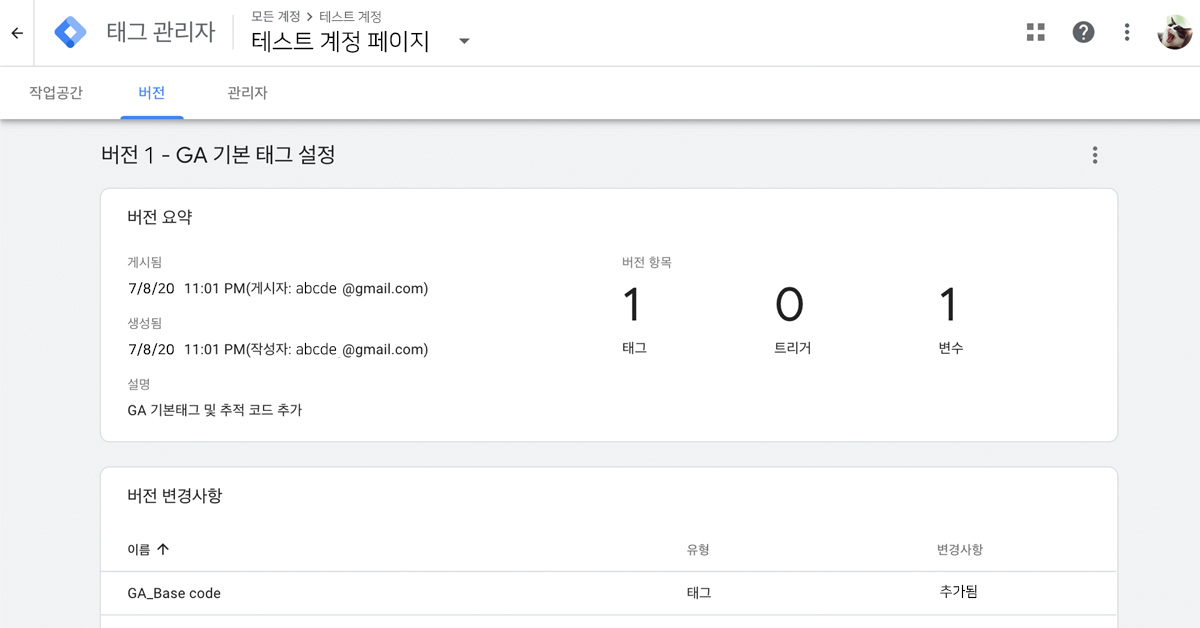 태그 관리자
모든 계정 > 테스트 계정
테스트 계정 페이지
작업공간 버전 관리자
버전 1 - GA 기본 태그 설정
버전 요약
게시됨
7/8/20 11:01 PM(게시자: abcde @gmail.com)
생성됨
7/8/20 11:01 PM(작성자: abcde @gmail.com)
설명
GA 기본태그 및 추적 코드 추가
버전 항목
1 0 1
태그 트리거 변수
버전 변경사항
이름 유형 변경사항
GA_Base code 태그 추가됨